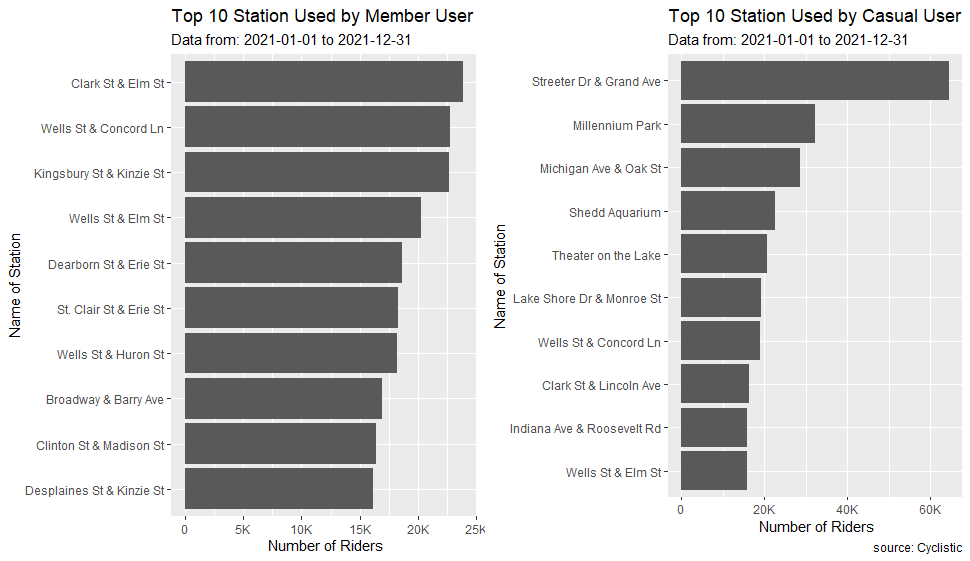 Top 10 Station Used by Member User
Data from: 2021-01-01 to 2021-12-31
Name of Station
Clark St & Elm St
Wells St & Concord Ln
Kingsbury St & Kinzie St
Wells St & Elm St
Dearborn St & Erie St
St. Clair St & Erie St
Wells St & Huron St
Broadway & Barry Ave
Clinton St & Madison St
Desplaines St & Kinzie St
0 5K 10K 15K 20K 25K
Number of Riders
Top 10 Station Used by Casual User
Data from: 2021-01-01 to 2021-12-31
Name of Station
Streeter Dr & Grand Ave
Millennium Park
Michigan Ave & Oak St
Shedd Aquarium
Theater on the Lake
Lake Shore Dr & Monroe St
Wells St & Concord Ln
Clark St & Lincoln Ave
Indiana Ave & Roosevelt Rd
Wells St & Elm St
0 20K 40K 60K
Number of Riders
source: Cyclistic